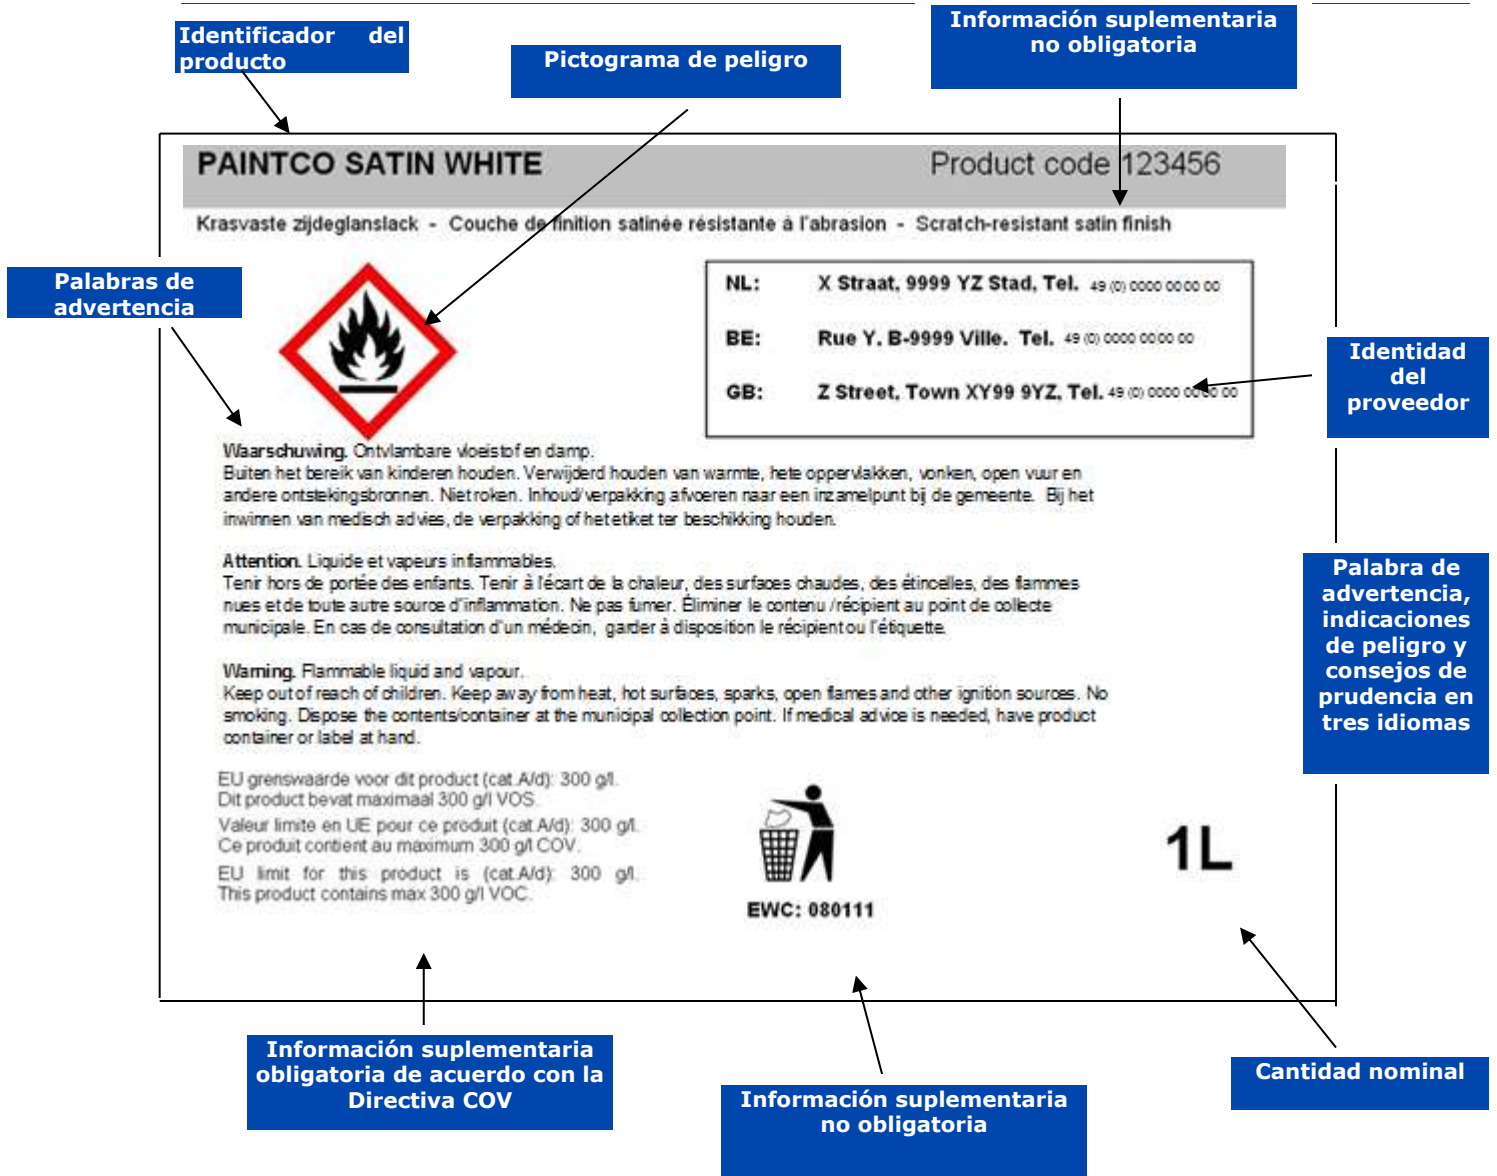 Información suplementaria
no obligatoria
Identificador del
producto
Pictograma de peligro
PAINTCO SATIN WHITE
Product code 123456
Krasvaste zijdeglanslack - Couche de finition satinée résistante à l'abrasion - Scratch-resistant satin finish
Palabras de
advertencia
NL: X Straat, 9999 YZ Stad, Tel. 49 (0) 0000 0000 00
BE: Rue Y. B-9999 Ville. Tel. 49 (0) 0000 0000 00
GB: Z Street, Town XY99 9YZ, Tel. 49 (0) 0000 0000 00
Identidad
del
proveedor
Waarschuwing. Ontvlambare vloeistof en damp.
Buiten het bereik van kinderen houden. Verwijderd houden van warmte, hete oppervlakken, vonken, open vuur en
andere ontstekingsbronnen. Niet roken. Inhoud/verpakking afvoeren naar een inzamelpunt bij de gemeente. Bij het
inwinnen van medisch advies, de verpakking of het etiket ter beschikking houden.
Attention. Liquide et vapeurs inflammables.
Tenir hors de portée des enfants. Tenir à l'écart de la chaleur, des surfaces chaudes, des étincelles, des flammes
nues et de toute autre source d'inflammation. Ne pas fumer. Éliminer le contenu /récipient au point de collecte
municipale. En cas de consultation d'un médecin, garder à disposition le récipient ou l'étiquette.
Warning. Flammable liquid and vapour.
Keep out of reach of children. Keep away from heat, hot surfaces, sparks, open flames and other ignition sources. No
smoking. Dispose the contents/container at the municipal collection point. If medical advice is needed, have product
container or label at hand.
Palabra de
advertencia,
indicaciones
de peligro y
consejos de
prudencia en
tres idiomas
EU grenswaarde voor dit product (cat.A/d): 300 g/l.
Dit product bevat maximaal 300 g/l VOS.
Valeur limite en UE pour ce produit (cat.A/d): 300 g/l.
Ce produit contient au maximum 300 g/l COV.
EU limit for this product is (cat.A/d): 300 g/l.
This product contains max 300 g/l VOC.
EWC: 080111
1L
Información suplementaria
obligatoria de acuerdo con la
Directiva COV
Información suplementaria
no obligatoria
Cantidad nominal